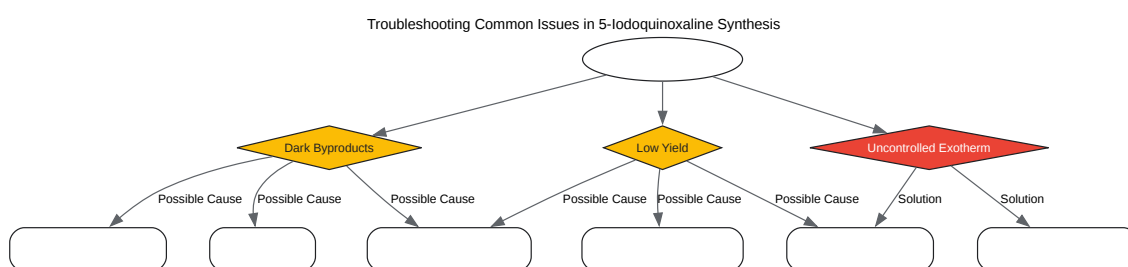 Troubleshooting Common Issues in 5-Iodoquinoxaline Synthesis
Dark Byproducts
Low Yield
Uncontrolled Exotherm
Possible Cause
Possible Cause
Possible Cause
Possible Cause
Possible Cause
Possible Cause
Solution
Solution